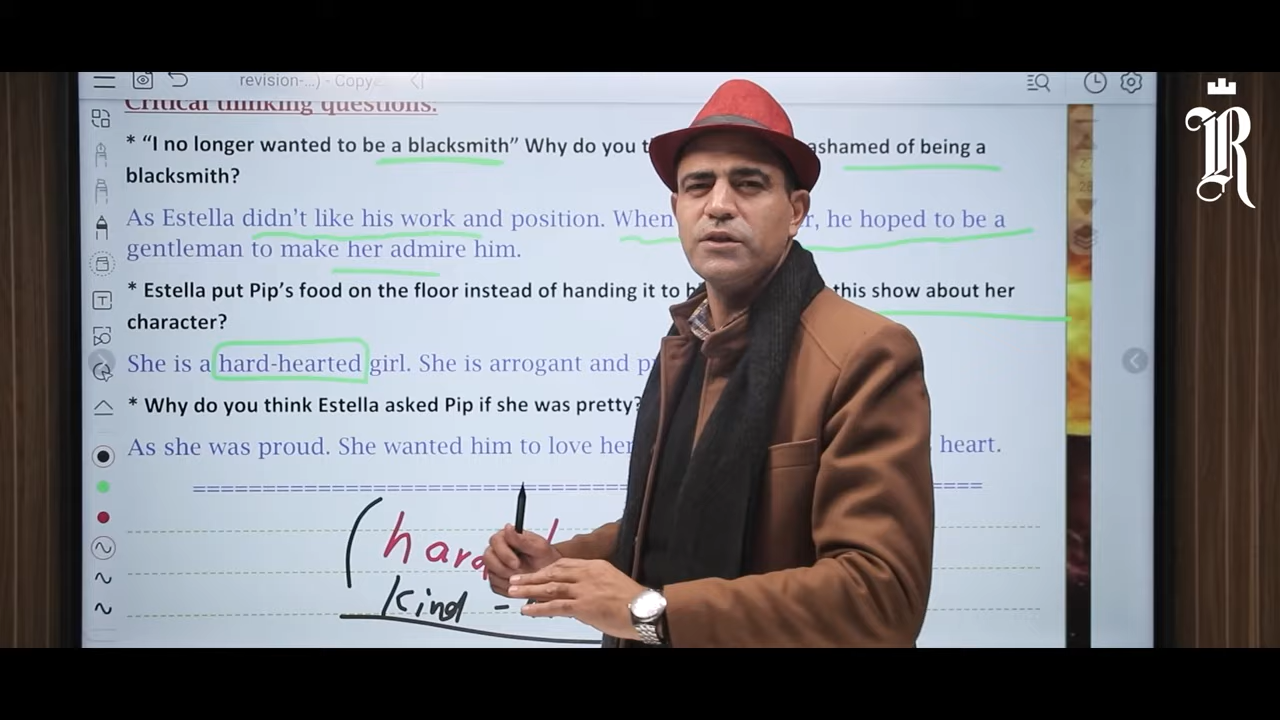 revision-...) - Copy
Critical thinking questions:
* “I no longer wanted to be a blacksmith” Why do you ashamed of being a
blacksmith?
As Estella didn’t like his work and position. When he hoped to be a
gentleman to make her admire him.
* Estella put Pip’s food on the floor instead of handing it to this show about her
character?
She is a hard-hearted girl. She is arrogant and
* Why do you think Estella asked Pip if she was pretty?
As she was proud. She wanted him to love her heart.
hard
kind -
R